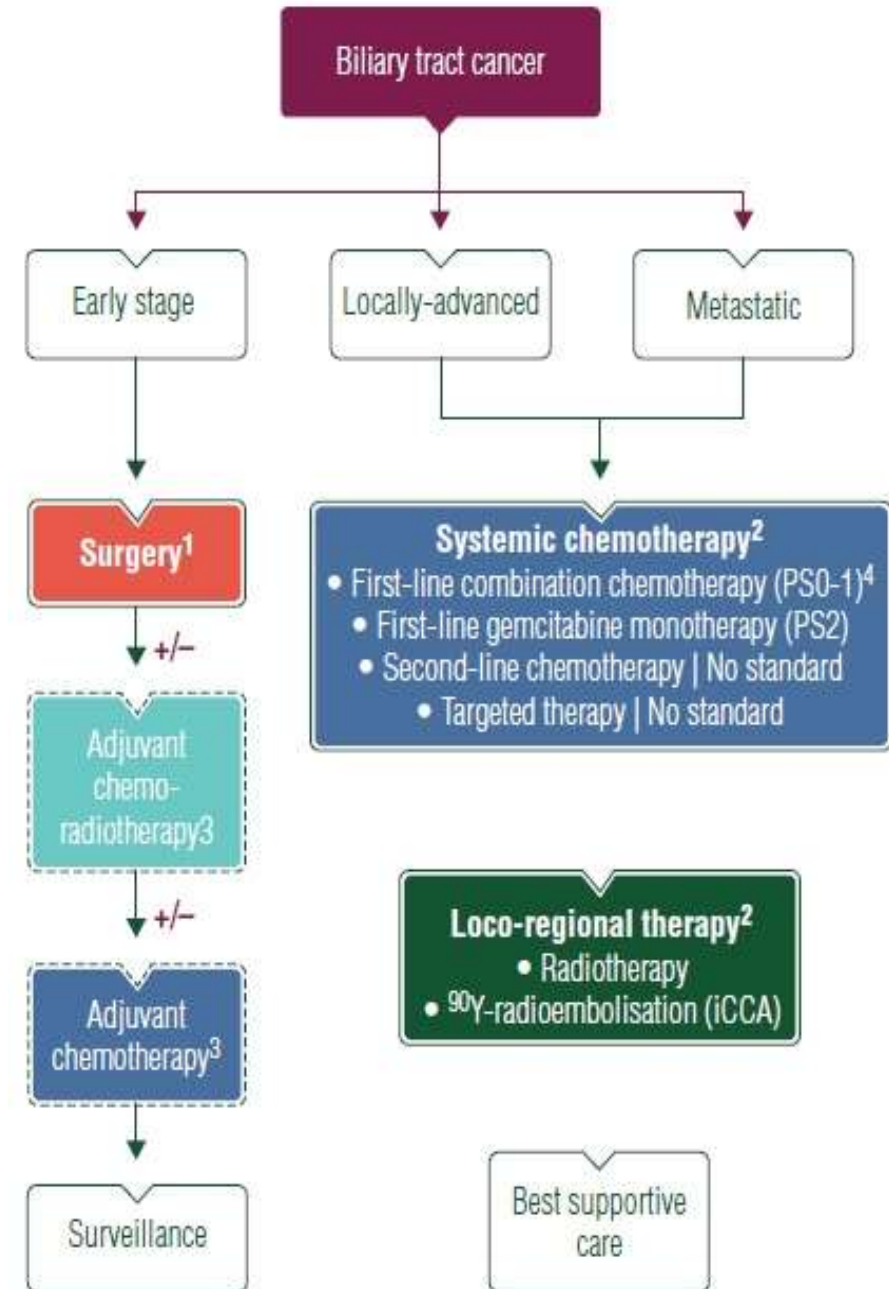 Biliary tract cancer
Early stage
Locally-advanced
Metastatic
Surgery¹
+/–
Adjuvant
chemo-
radiotherapy3
+/–
Adjuvant
chemotherapy³
Surveillance
Systemic chemotherapy²
• First-line combination chemotherapy (PS0-1)⁴
• First-line gemcitabine monotherapy (PS2)
• Second-line chemotherapy | No standard
• Targeted therapy | No standard
Loco-regional therapy²
• Radiotherapy
• ⁹⁰Y-radioembolisation (iCCA)
Best supportive
care